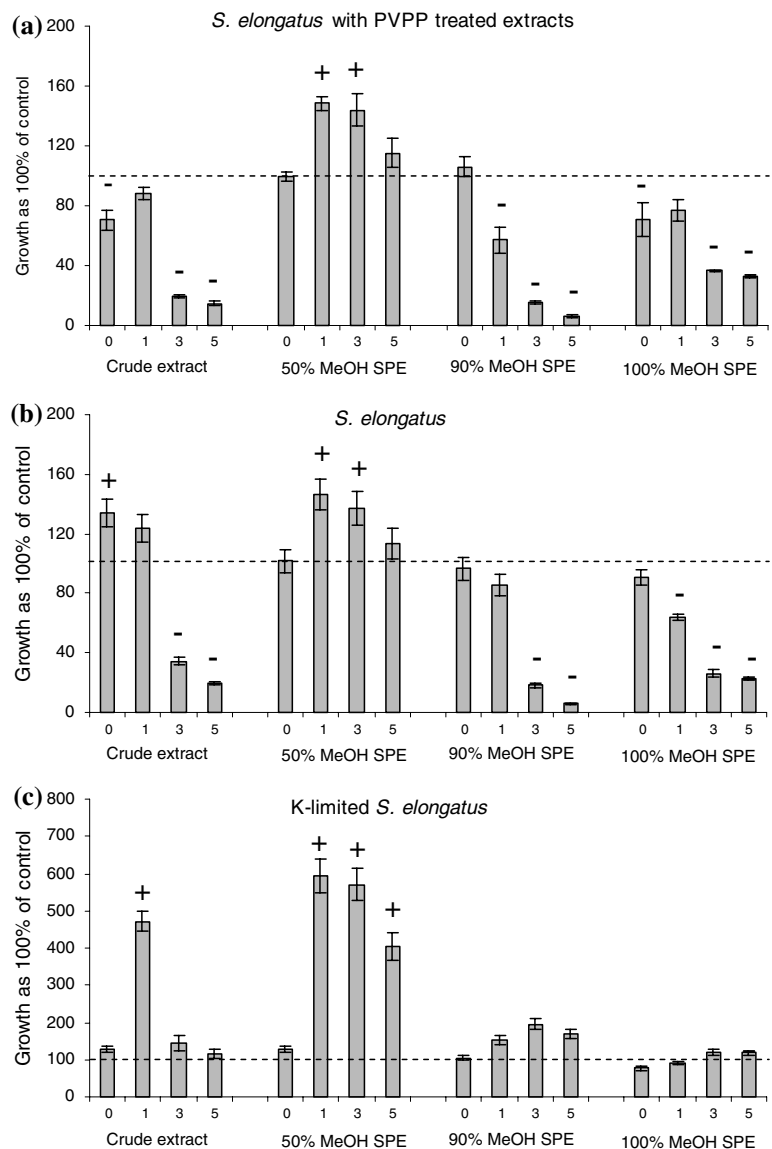 (a) S. elongatus with PVPP treated extracts
Growth as 100% of control
200
160
120
80
40
0
+ +
- - - - - - - - -
0 1 3 5 0 1 3 5 0 1 3 5 0 1 3 5
Crude extract 50% MeOH SPE 90% MeOH SPE 100% MeOH SPE
(b) S. elongatus
Growth as 100% of control
200
160
120
80
40
0
+ + +
- - - - - - -
0 1 3 5 0 1 3 5 0 1 3 5 0 1 3 5
Crude extract 50% MeOH SPE 90% MeOH SPE 100% MeOH SPE
(c) K-limited S. elongatus
Growth as 100% of control
800
700
600
500
400
300
200
100
0
+ + + +
0 1 3 5 0 1 3 5 0 1 3 5 0 1 3 5
Crude extract 50% MeOH SPE 90% MeOH SPE 100% MeOH SPE